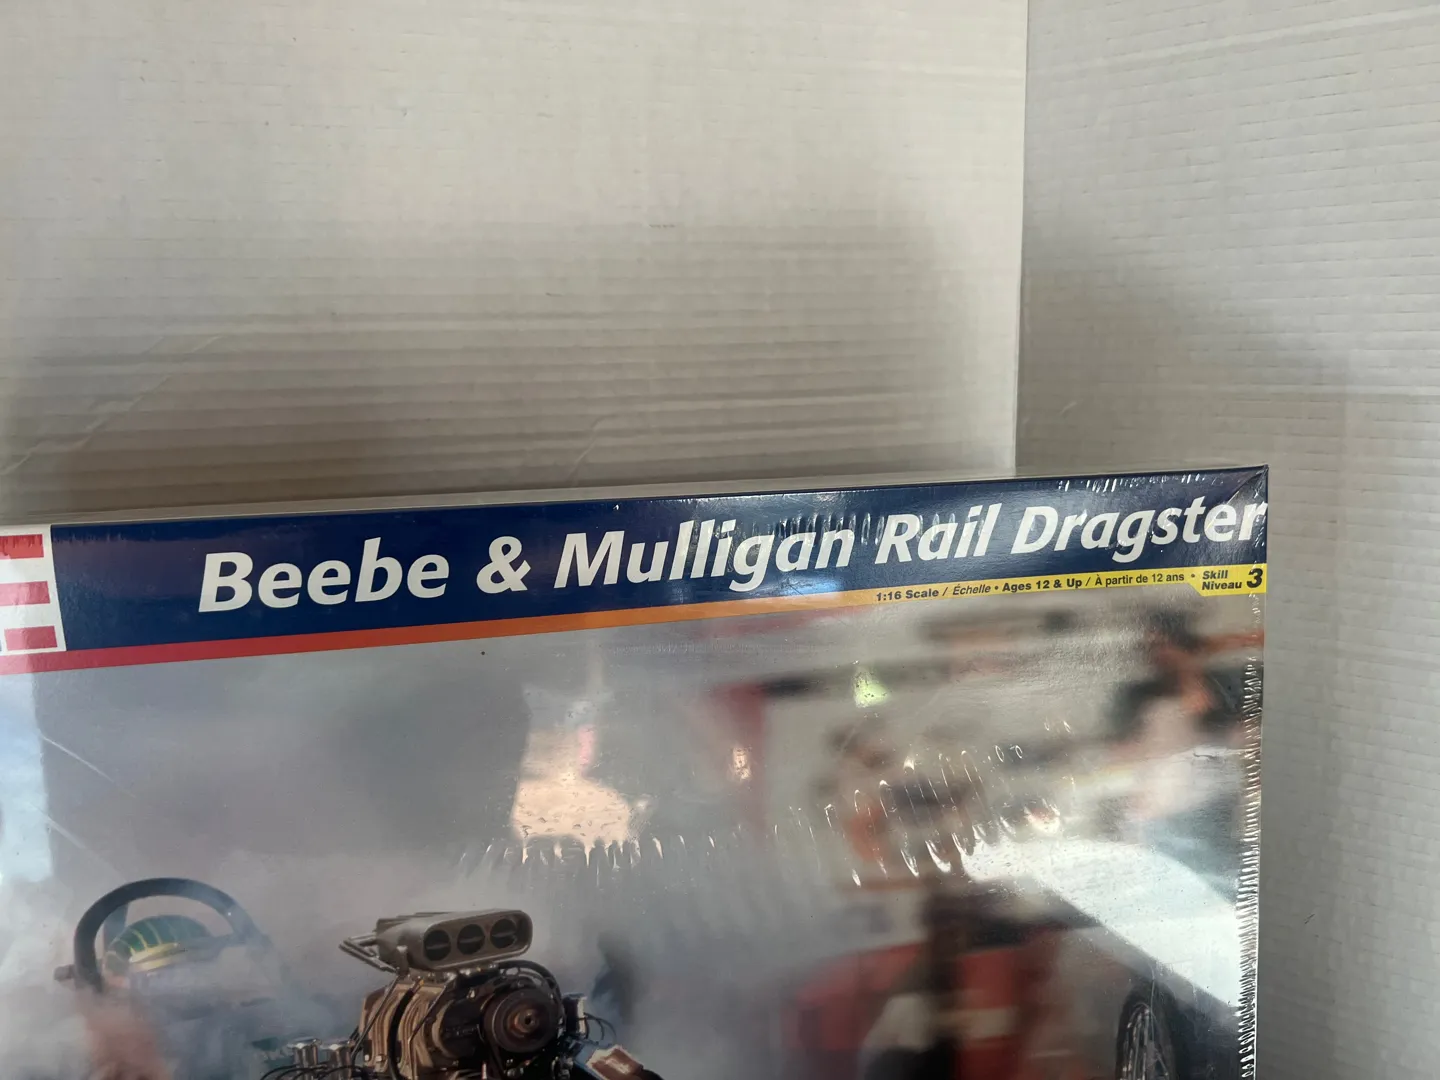 Beebe & Mulligan Rail Dragster
1:16 Scale / Échelle • Ages 12 & Up / À partir de 12 ans • Skill Niveau 3